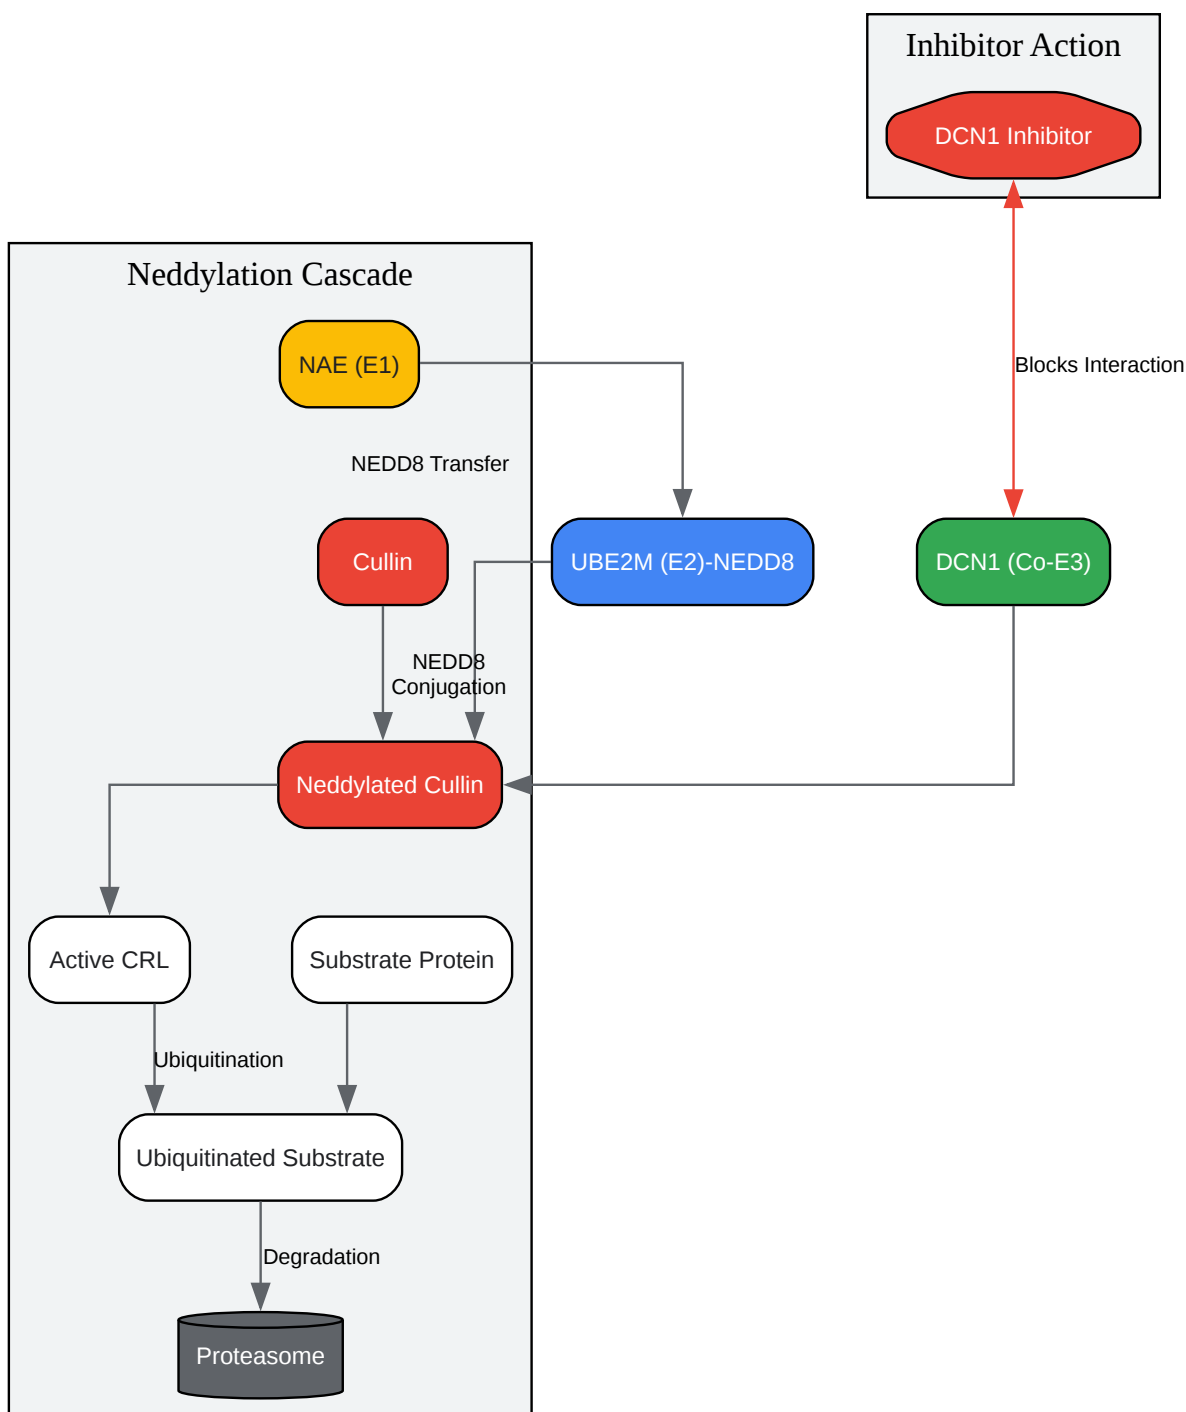 Inhibitor Action
DCN1 Inhibitor
Neddylation Cascade
NAE (E1)
Blocks Interaction
NEDD8 Transfer
Cullin
UBE2M (E2)-NEDD8
DCN1 (Co-E3)
NEDD8
Conjugation
Neddylated Cullin
Active CRL
Substrate Protein
Ubiquitination
Ubiquitinated Substrate
Degradation
Proteasome